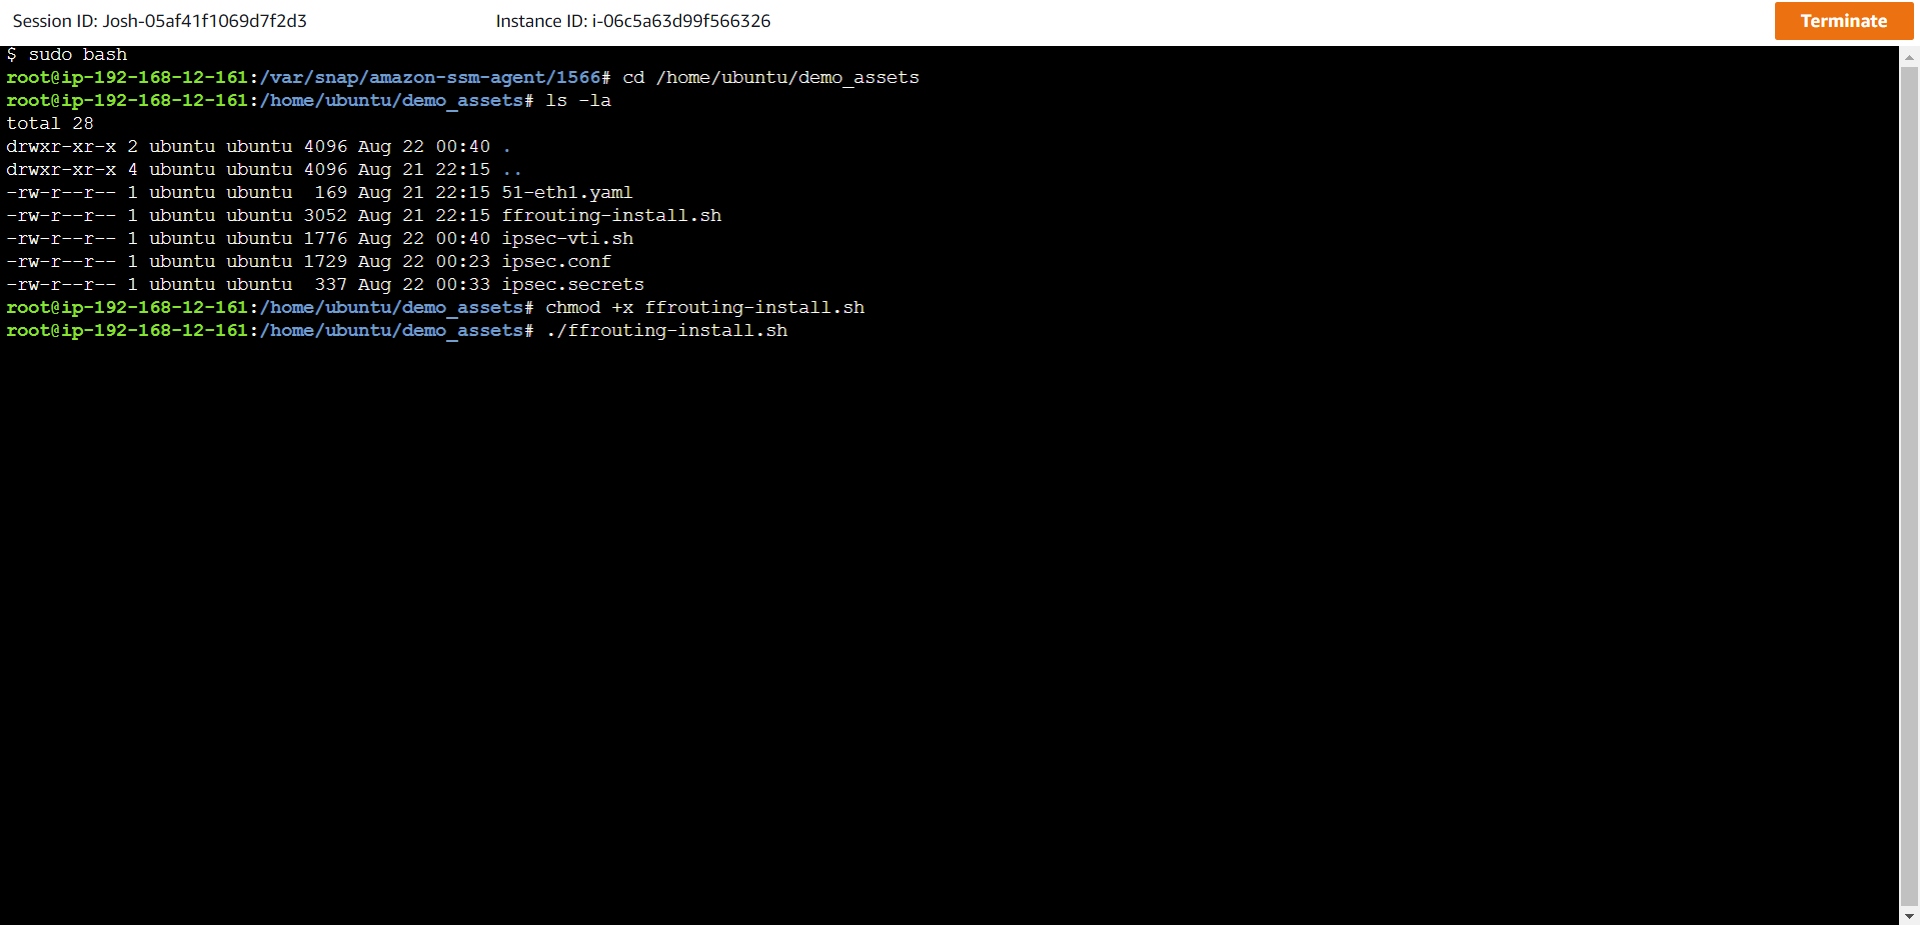 Session ID: Josh-05af41f1069d7f2d3 Instance ID: i-06c5a63d99f566326 Terminate
$ sudo bash
root@ip-192-168-12-161:/var/snap/amazon-ssm-agent/1566# cd /home/ubuntu/demo_assets
root@ip-192-168-12-161:/home/ubuntu/demo_assets# ls -la
total 28
drwxr-xr-x 2 ubuntu ubuntu 4096 Aug 22 00:40 .
drwxr-xr-x 4 ubuntu ubuntu 4096 Aug 21 22:15 ..
-rw-r--r-- 1 ubuntu ubuntu  169 Aug 21 22:15 51-eth1.yaml
-rw-r--r-- 1 ubuntu ubuntu 3052 Aug 21 22:15 ffrouting-install.sh
-rw-r--r-- 1 ubuntu ubuntu 1776 Aug 22 00:40 ipsec-vti.sh
-rw-r--r-- 1 ubuntu ubuntu 1729 Aug 22 00:23 ipsec.conf
-rw-r--r-- 1 ubuntu ubuntu  337 Aug 22 00:33 ipsec.secrets
root@ip-192-168-12-161:/home/ubuntu/demo_assets# chmod +x ffrouting-install.sh
root@ip-192-168-12-161:/home/ubuntu/demo_assets# ./ffrouting-install.sh